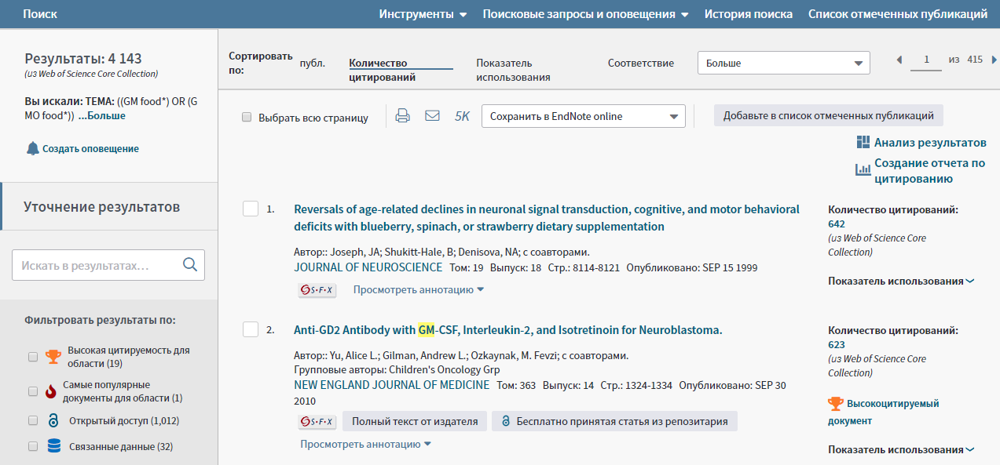 Поиск
Инструменты
Поисковые запросы и оповещения
История поиска
Список отмеченных публикаций
Результаты: 4 143
(из Web of Science Core Collection)
Вы искали: ТЕМА: ((GM food*) OR (G
MO food*)) ...Больше
Создать оповещение
Уточнение результатов
Искать в результатах...
Фильтровать результаты по:
Высокая цитируемость для
области (19)
Самые популярные
документы для области (1)
Открытый доступ (1,012)
Связанные данные (32)
Сортировать
по:
публ.
Количество
цитирований
Показатель
использования
Соответствие
Больше
1 из 415
Выбрать всю страницу
5K
Сохранить в EndNote online
Добавьте в список отмеченных публикаций
Анализ результатов
Создание отчета по
цитированию
1.
Reversals of age-related declines in neuronal signal transduction, cognitive, and motor behavioral
deficits with blueberry, spinach, or strawberry dietary supplementation
Автор:: Joseph, JA; Shukitt-Hale, B; Denisova, NA; с соавторами.
JOURNAL OF NEUROSCIENCE Том: 19 Выпуск: 18 Стр.: 8114-8121 Опубликовано: SEP 15 1999
S·F·X
Просмотреть аннотацию
Количество цитирований:
642
(из Web of Science Core
Collection)
Показатель использования
2.
Anti-GD2 Antibody with GM-CSF, Interleukin-2, and Isotretinoin for Neuroblastoma.
Автор:: Yu, Alice L.; Gilman, Andrew L.; Ozkaynak, M. Fevzi; с соавторами.
Групповые авторы: Children's Oncology Grp
NEW ENGLAND JOURNAL OF MEDICINE Том: 363 Выпуск: 14 Стр.: 1324-1334 Опубликовано: SEP 30
2010
S·F·X
Полный текст от издателя
Бесплатно принятая статья из репозитария
Просмотреть аннотацию
Количество цитирований:
623
(из Web of Science Core
Collection)
Высокоцитируемый
документ
Показатель использования